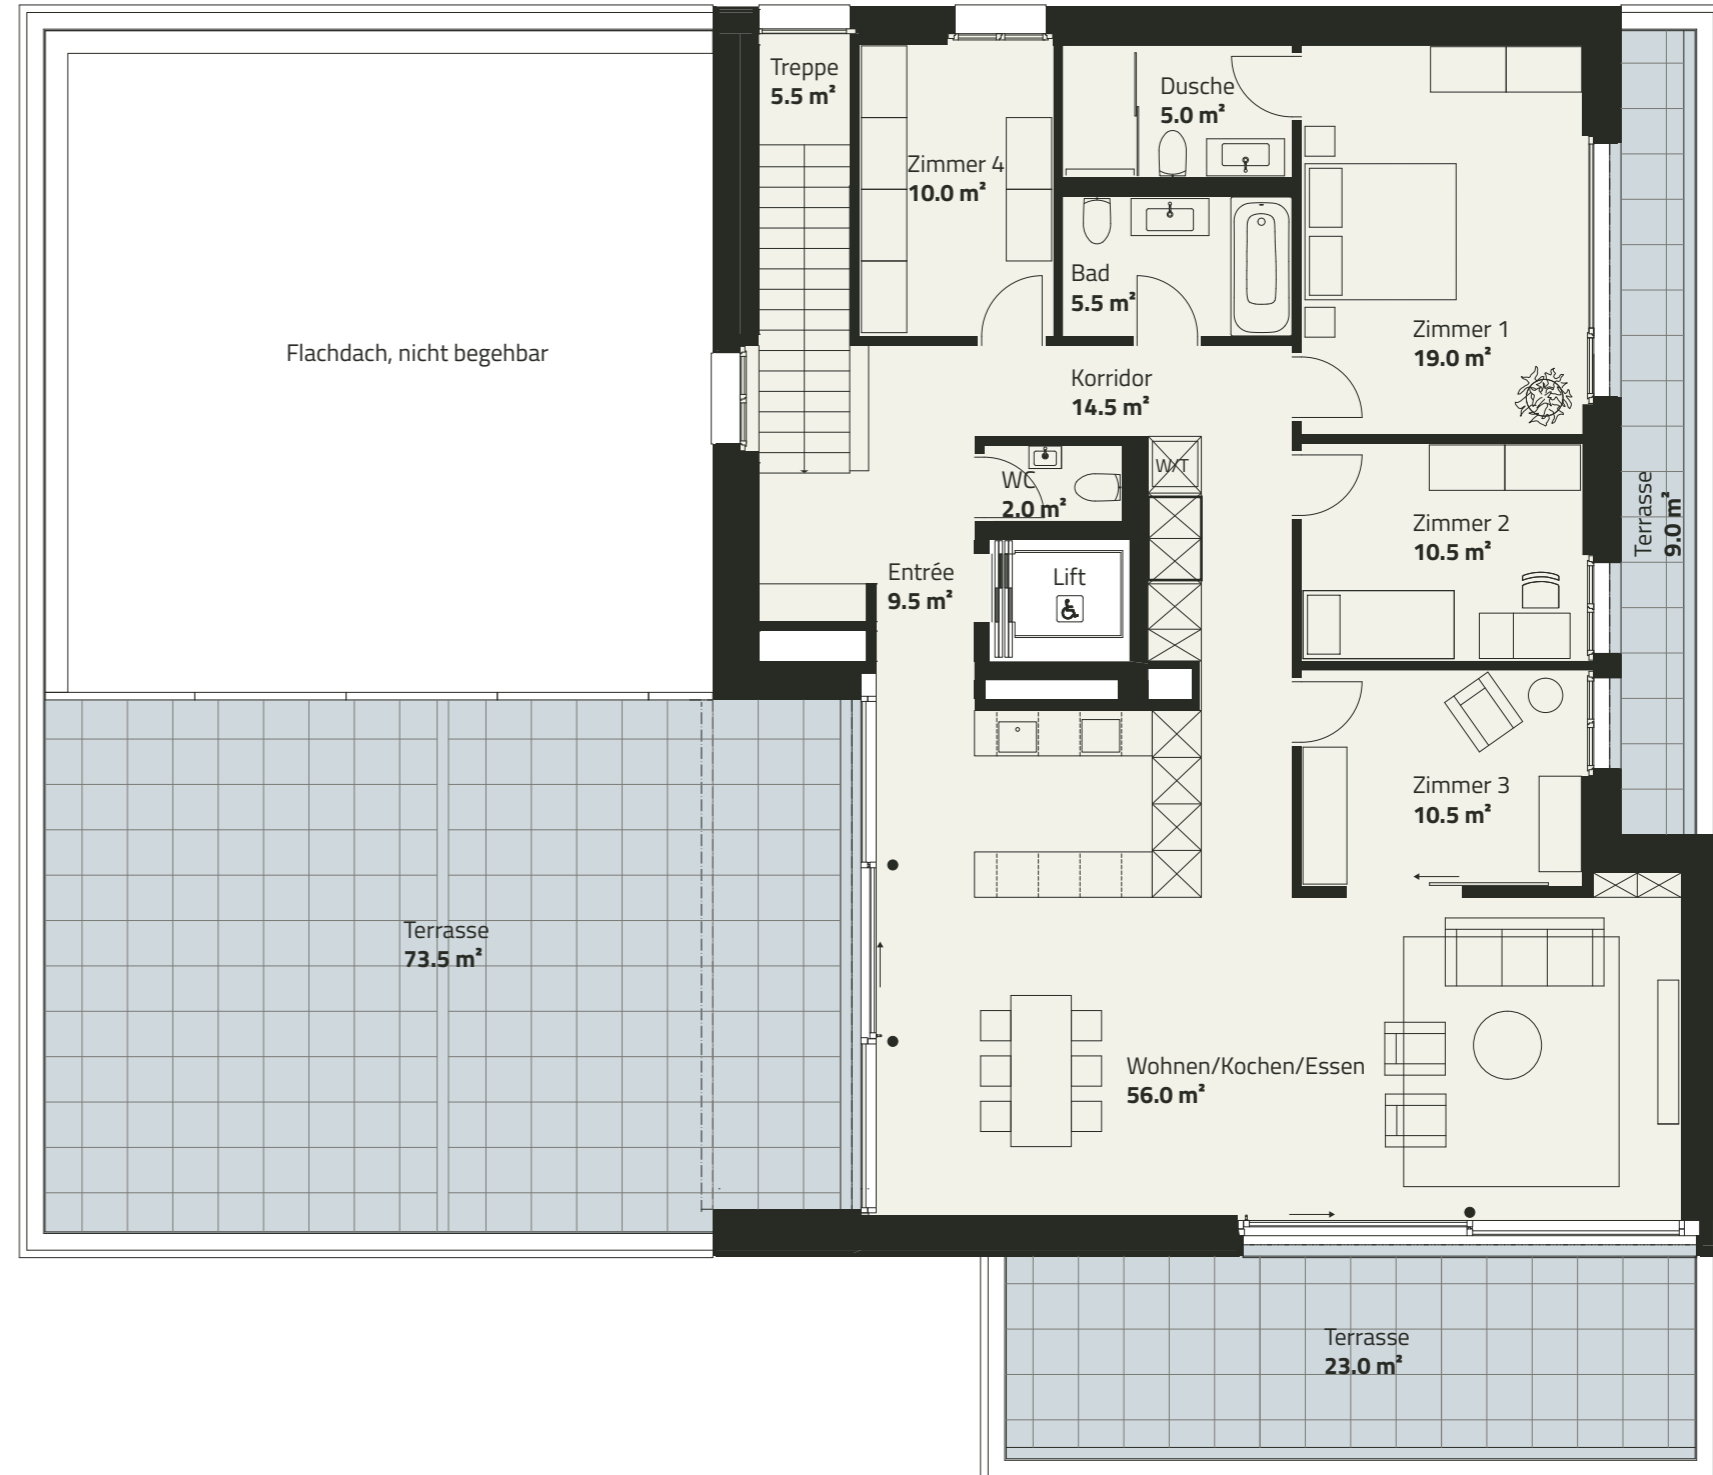 Treppe
5.5 m²
Dusche
5.0 m²
Zimmer 4
10.0 m²
Bad
5.5 m²
Zimmer 1
19.0 m²
Flachdach, nicht begehbar
Korridor
14.5 m²
W/T
WC
2.0 m²
Zimmer 2
10.5 m²
Terrasse
9.0 m²
Entrée
9.5 m²
Lift
Zimmer 3
10.5 m²
Terrasse
73.5 m²
Wohnen/Kochen/Essen
56.0 m²
Terrasse
23.0 m²